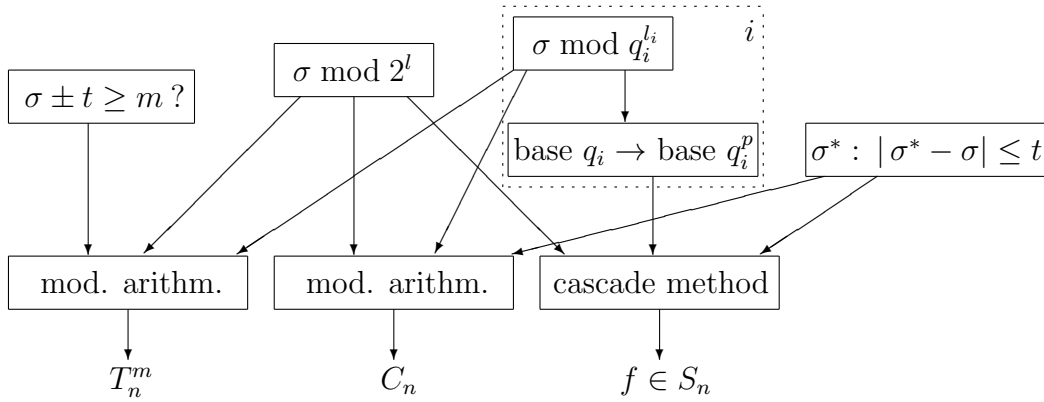 σ mod q_i^{l_i}
i
σ mod 2^l
σ ± t ≥ m ?
base q_i → base q_i^p
σ* : | σ* − σ| ≤ t
mod. arithm.
mod. arithm.
cascade method
T_n^m
C_n
f ∈ S_n